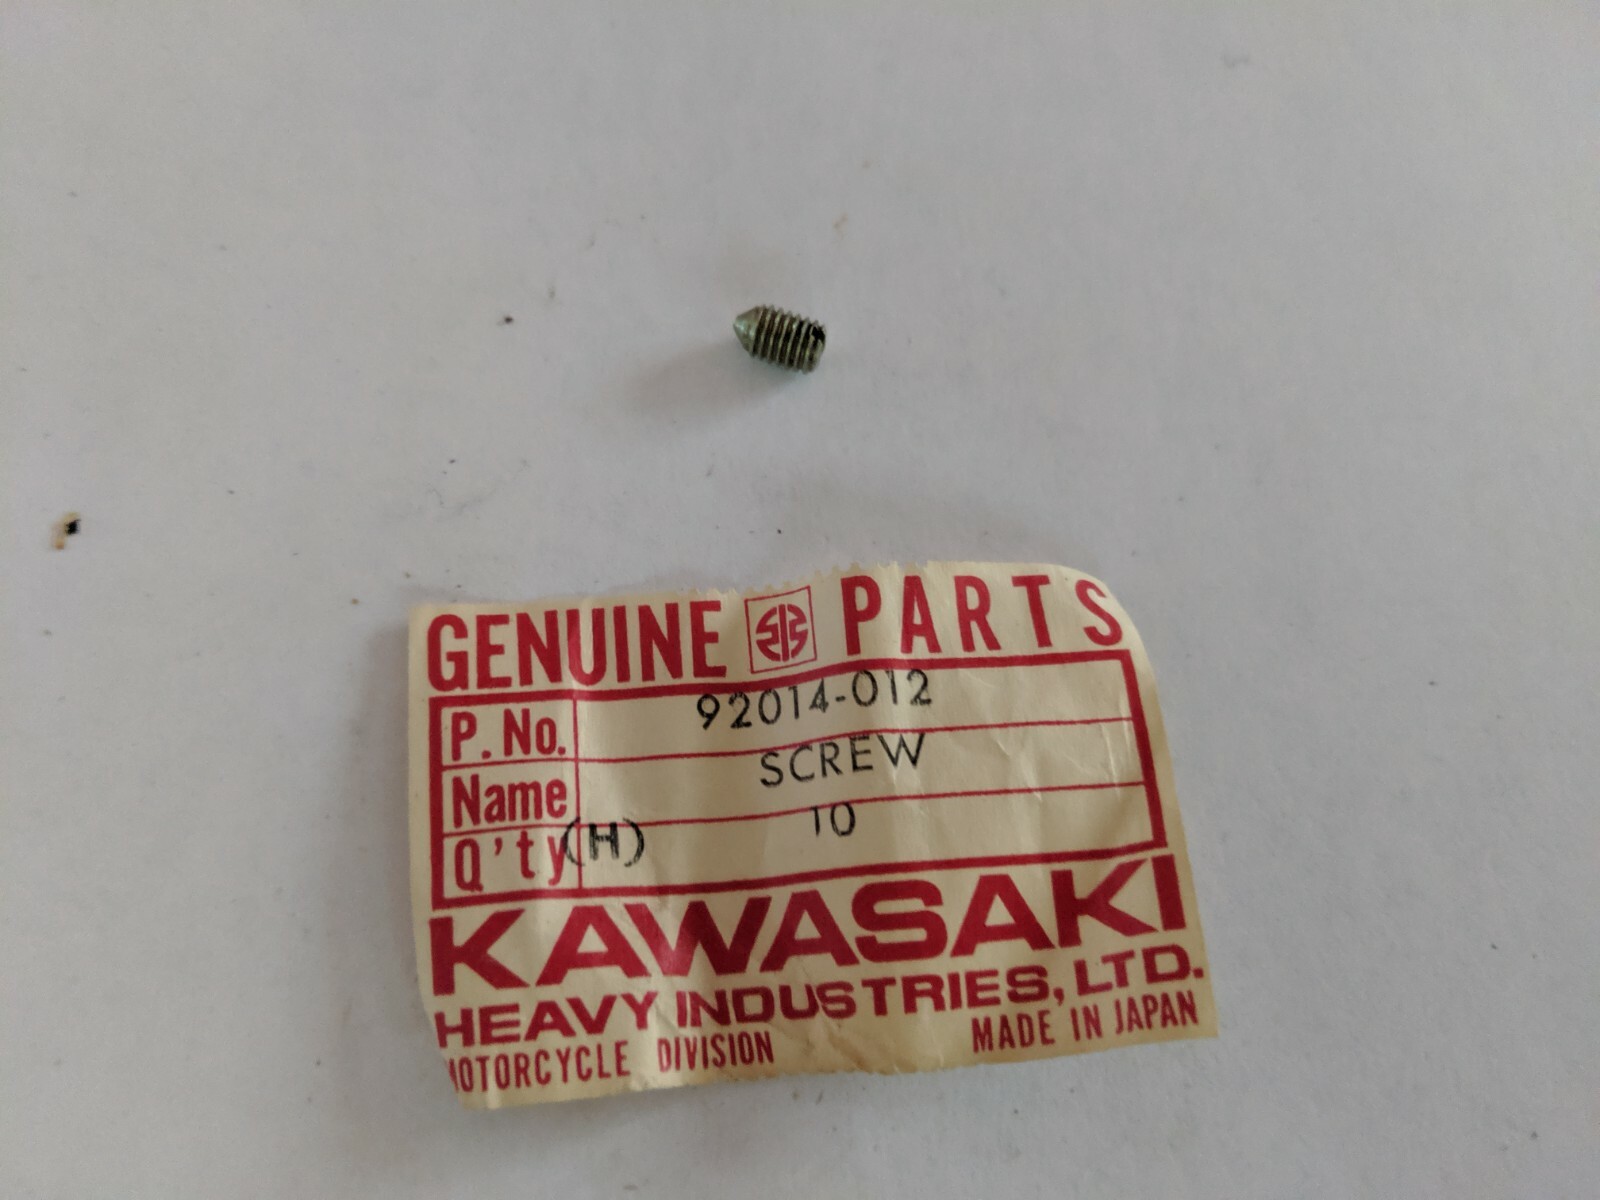 GENUINE PARTS
P. No. 92014-012
Name SCREW
Q'ty (H) 10
KAWASAKI
HEAVY INDUSTRIES, LTD.
MOTORCYCLE DIVISION MADE IN JAPAN